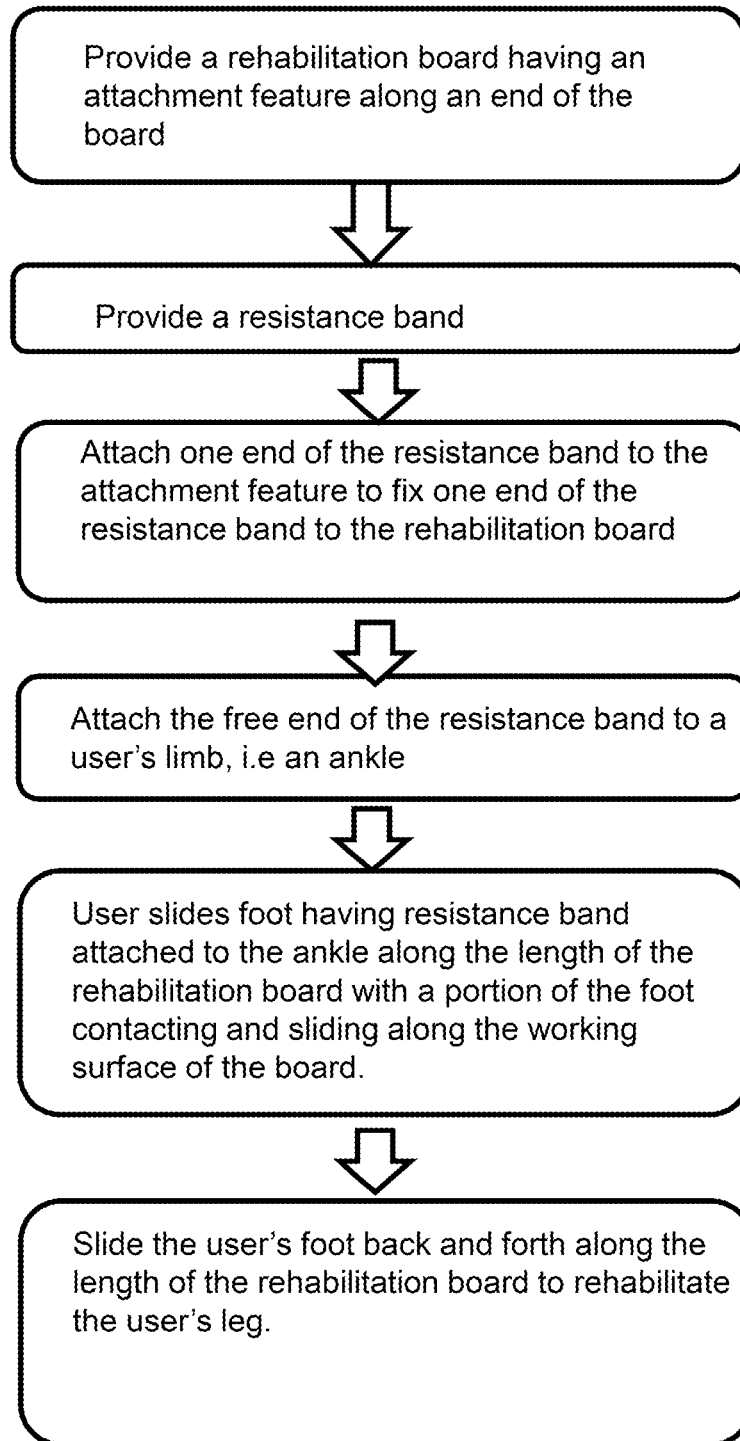 Provide a rehabilitation board having an
attachment feature along an end of the
board
Provide a resistance band
Attach one end of the resistance band to the
attachment feature to fix one end of the
resistance band to the rehabilitation board
Attach the free end of the resistance band to a
user's limb, i.e an ankle
User slides foot having resistance band
attached to the ankle along the length of the
rehabilitation board with a portion of the foot
contacting and sliding along the working
surface of the board.
Slide the user's foot back and forth along the
length of the rehabilitation board to rehabilitate
the user's leg.